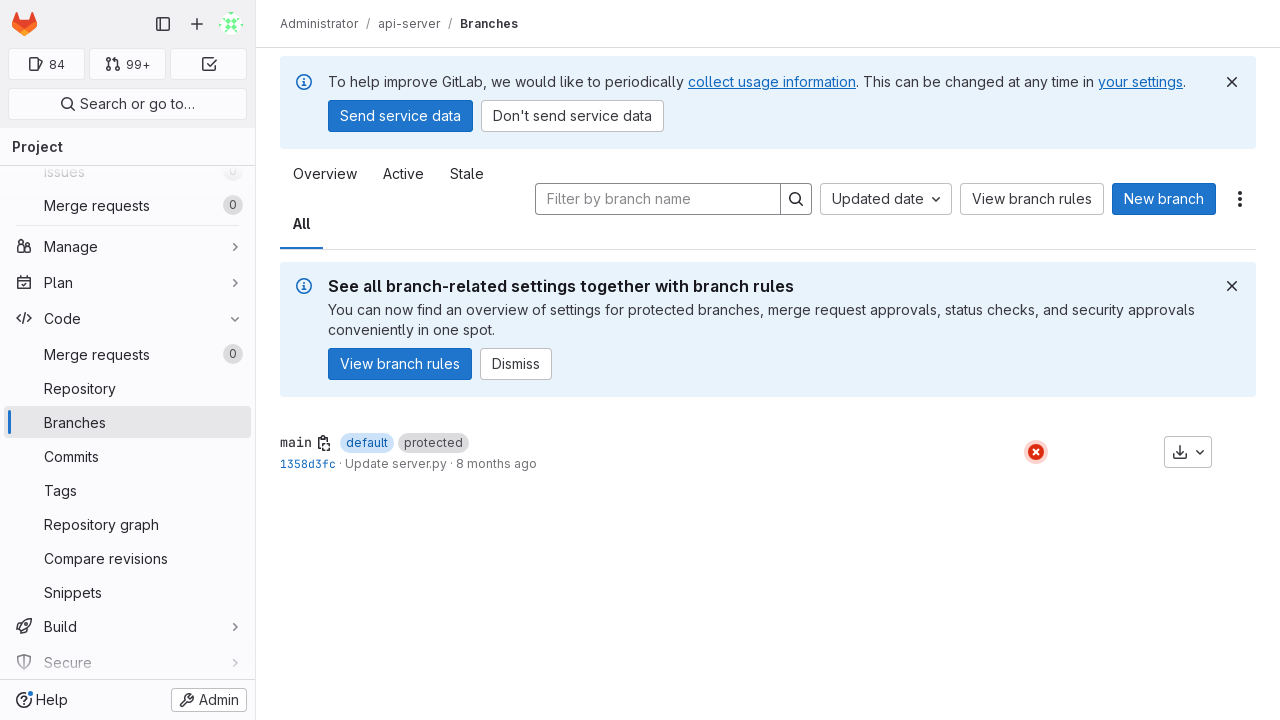 Administrator / api-server / Branches
84
99+
Search or go to…
Project
Issues 0
Merge requests 0
Manage
Plan
Code
Merge requests 0
Repository
Branches
Commits
Tags
Repository graph
Compare revisions
Snippets
Build
Secure
Help
Admin
To help improve GitLab, we would like to periodically collect usage information. This can be changed at any time in your settings.
Send service data
Don't send service data
Overview
Active
Stale
All
Filter by branch name
Updated date
View branch rules
New branch
See all branch-related settings together with branch rules
You can now find an overview of settings for protected branches, merge request approvals, status checks, and security approvals
conveniently in one spot.
View branch rules
Dismiss
main default protected
1358d3fc · Update server.py · 8 months ago